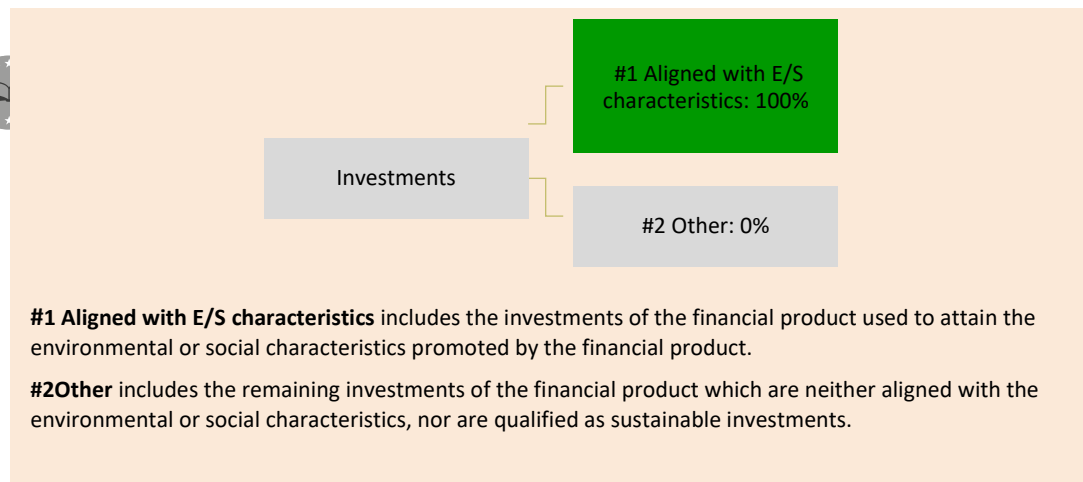 #1 Aligned with E/S
characteristics: 100%
Investments
#2 Other: 0%
#1 Aligned with E/S characteristics includes the investments of the financial product used to attain the
environmental or social characteristics promoted by the financial product.
#2Other includes the remaining investments of the financial product which are neither aligned with the
environmental or social characteristics, nor are qualified as sustainable investments.